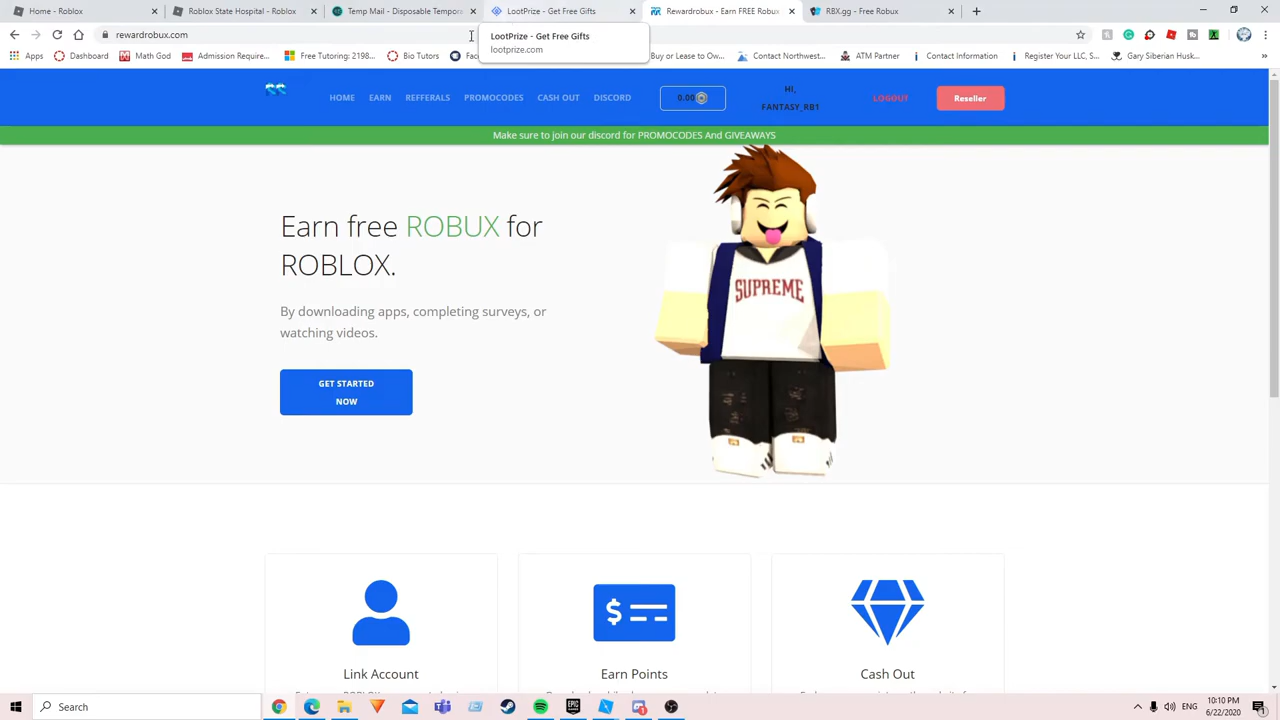 Home - Roblox
Roblox State Hospital - Roblox
Temp Mail - Disposable Tempora
LootPrize - Get Free Gifts
Rewardrobux - Earn FREE Robux
RBX.gg - Free Robux
rewardrobux.com
LootPrize - Get Free Gifts
lootprize.com
Apps
Dashboard
Math God
Admission Require...
Free Tutoring: 2198...
Bio Tutors
Buy or Lease to Ow...
Contact Northwest...
ATM Partner
Contact Information
Register Your LLC, S...
Gary Siberian Husk...
HOME
EARN
REFFERALS
PROMOCODES
CASH OUT
DISCORD
0.00
HI,
FANTASY_RB1
LOGOUT
Reseller
Make sure to join our discord for PROMOCODES And GIVEAWAYS
Earn free ROBUX for
ROBLOX.
By downloading apps, completing surveys, or
watching videos.
GET STARTED
NOW
SUPREME
Link Account
Earn Points
Cash Out
Search
ENG
10:10 PM
6/22/2020